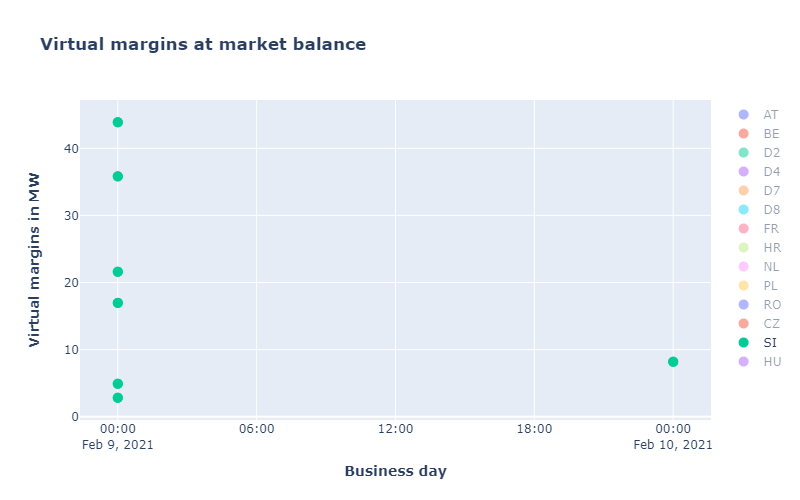 Virtual margins at market balance
Virtual margins in MW
40
30
20
10
0
00:00
Feb 9, 2021
06:00
12:00
18:00
00:00
Feb 10, 2021
Business day
AT
BE
D2
D4
D7
D8
FR
HR
NL
PL
RO
CZ
SI
HU